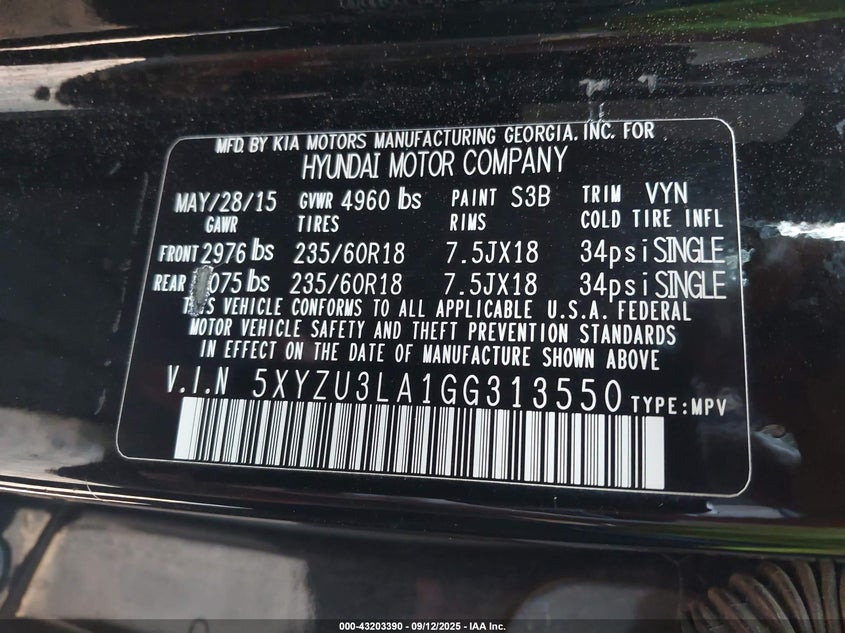 MFD. BY KIA MOTORS MANUFACTURING GEORGIA, INC. FOR
HYUNDAI MOTOR COMPANY
MAY/28/15 GVWR 4960 lbs PAINT S3B TRIM VYN
GAWR TIRES RIMS COLD TIRE INFL
FRONT 2976 lbs 235/60R18 7.5JX18 34psi SINGLE
REAR 075 lbs 235/60R18 7.5JX18 34psi SINGLE
THIS VEHICLE CONFORMS TO ALL APPLICABLE U.S.A. FEDERAL
MOTOR VEHICLE SAFETY AND THEFT PREVENTION STANDARDS
IN EFFECT ON THE DATE OF MANUFACTURE SHOWN ABOVE
V.I.N 5XYZU3LA1GG313550 TYPE:MPV
000-43203390 - 09/12/2025 - IAA Inc.